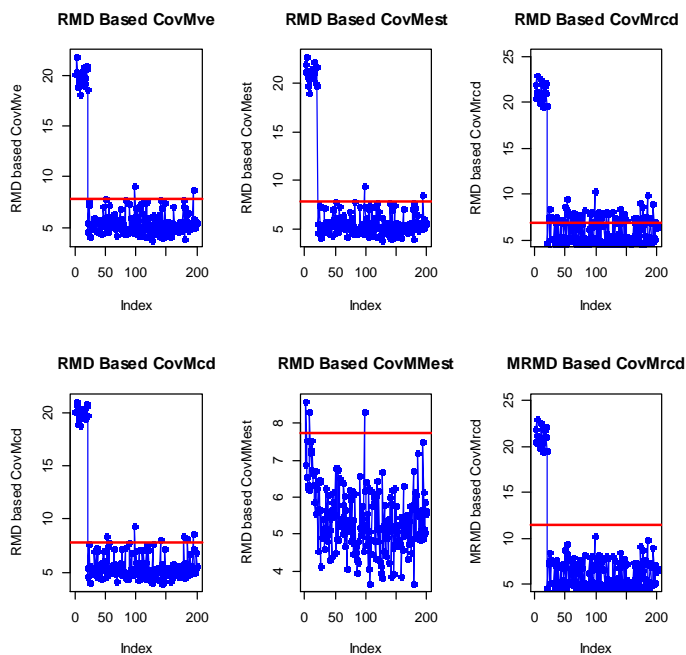 RMD Based CovMve
RMD based CovMve
5 10 15 20
0 50 100 200
Index
RMD Based CovMest
RMD based CovMest
5 10 15 20
0 50 100 200
Index
RMD Based CovMrcd
RMD based CovMrcd
5 10 15 20 25
0 50 100 200
Index
RMD Based CovMcd
RMD based CovMcd
5 10 15 20
0 50 100 200
Index
RMD Based CovMMest
RMD based CovMMest
4 5 6 7 8
0 50 100 200
Index
MRMD Based CovMrcd
MRMD based CovMrcd
5 10 15 20 25
0 50 100 200
Index